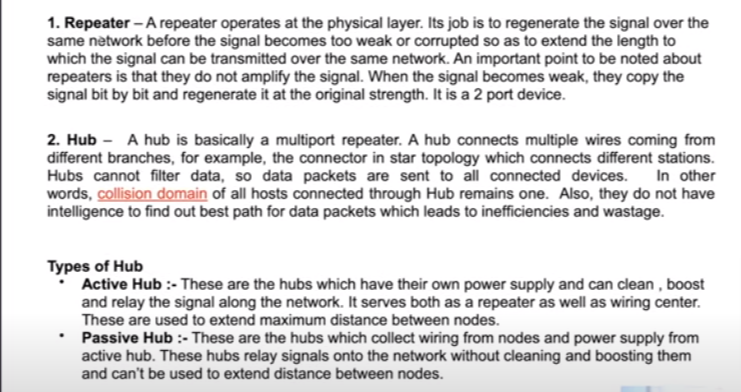 1. Repeater – A repeater operates at the physical layer. Its job is to regenerate the signal over the
same network before the signal becomes too weak or corrupted so as to extend the length to
which the signal can be transmitted over the same network. An important point to be noted about
repeaters is that they do not amplify the signal. When the signal becomes weak, they copy the
signal bit by bit and regenerate it at the original strength. It is a 2 port device.
2. Hub – A hub is basically a multiport repeater. A hub connects multiple wires coming from
different branches, for example, the connector in star topology which connects different stations.
Hubs cannot filter data, so data packets are sent to all connected devices. In other
words, collision domain of all hosts connected through Hub remains one. Also, they do not have
intelligence to find out best path for data packets which leads to inefficiencies and wastage.
Types of Hub
• Active Hub :- These are the hubs which have their own power supply and can clean , boost
and relay the signal along the network. It serves both as a repeater as well as wiring center.
These are used to extend maximum distance between nodes.
• Passive Hub :- These are the hubs which collect wiring from nodes and power supply from
active hub. These hubs relay signals onto the network without cleaning and boosting them
and can't be used to extend distance between nodes.